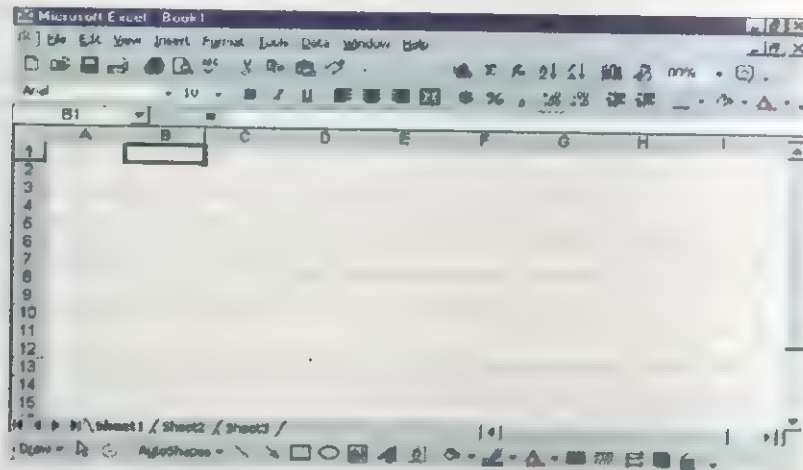 Microsoft Excel Book1
File Edit View Insert Format Tools Data Window Help
Arial 10 B I U % ,
B1 =
A B C D E F G H I
1
2
3
4
5
6
7
8
9
10
11
12
13
14
15
Sheet1 Sheet2 Sheet3
Draw AutoShapes